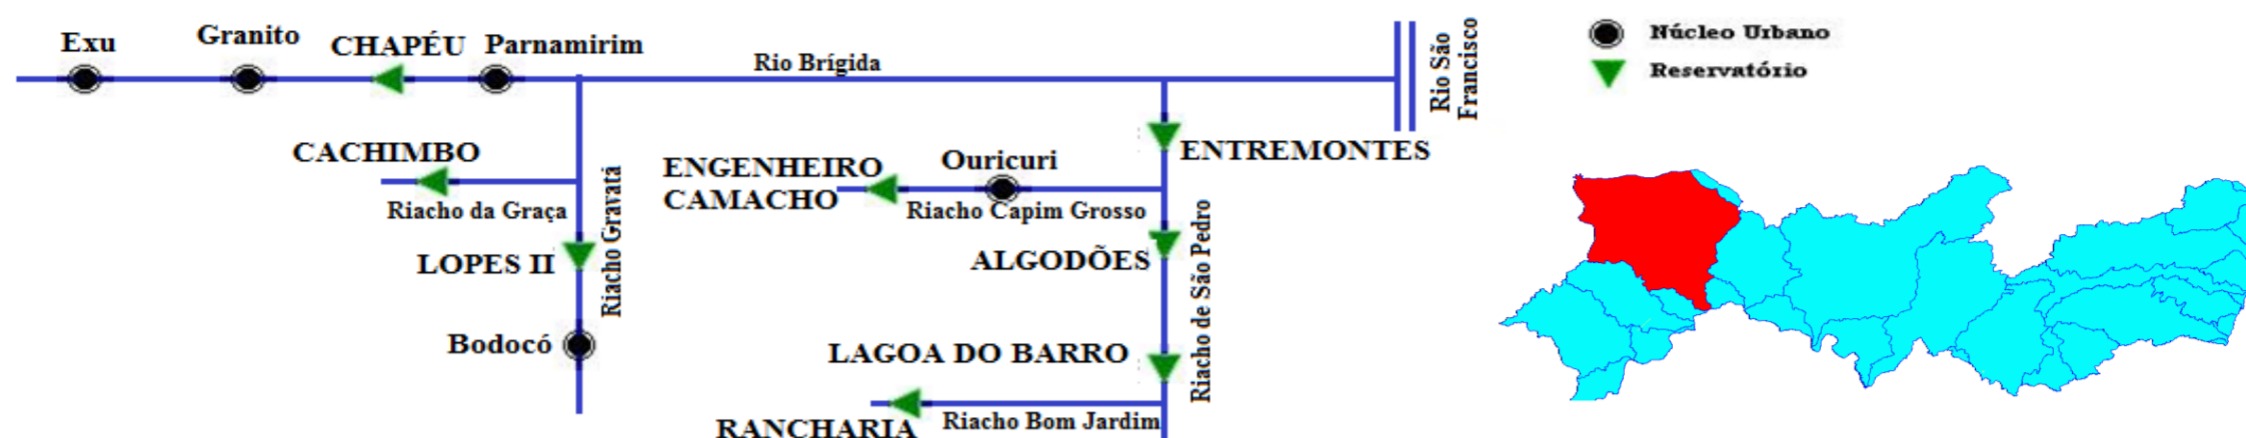 Exu
Granito
CHAPÉU
Parnamirim
Rio Brígida
Rio São
Francisco
Núcleo Urbano
Reservatório
CACHIMBO
Riacho da Graça
Riacho Gravatá
LOPES II
Bodocó
ENGENHEIRO
CAMACHO
Ouricuri
Riacho Capim Grosso
ENTREMONTES
ALGODÕES
Riacho de São Pedro
LAGOA DO BARRO
RANCHARIA
Riacho Bom Jardim